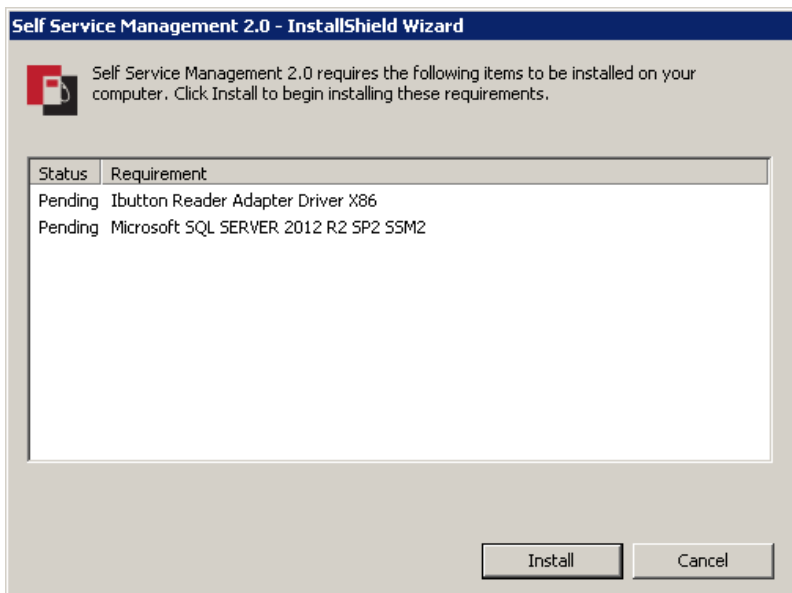 Self Service Management 2.0 - InstallShield Wizard
Self Service Management 2.0 requires the following items to be installed on your
computer. Click Install to begin installing these requirements.
Status Requirement
Pending Ibutton Reader Adapter Driver X86
Pending Microsoft SQL SERVER 2012 R2 SP2 SSM2
Install Cancel